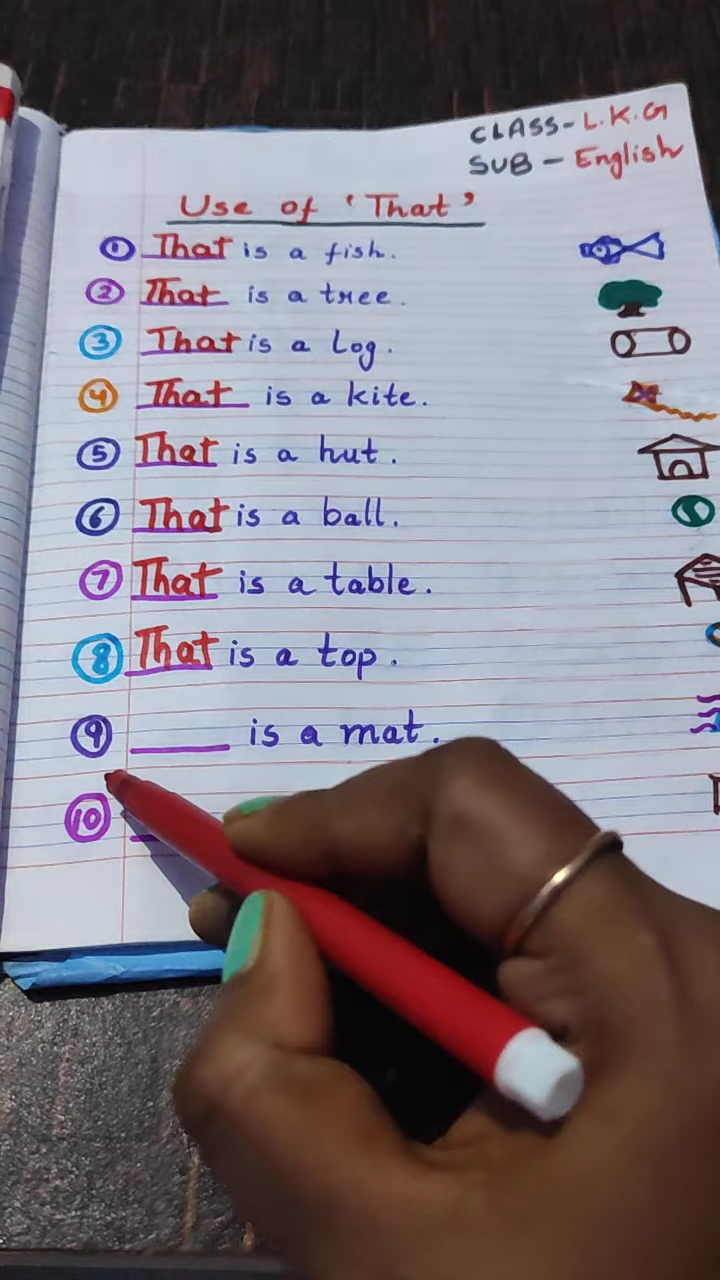 CLASS-L.K.G
SUB - English
Use of 'That'
① That is a fish.
② That is a tree.
③ That is a Log.
④ That is a kite.
⑤ That is a hut.
⑥ That is a ball.
⑦ That is a table.
⑧ That is a top.
⑨ ____ is a mat.
⑩ __